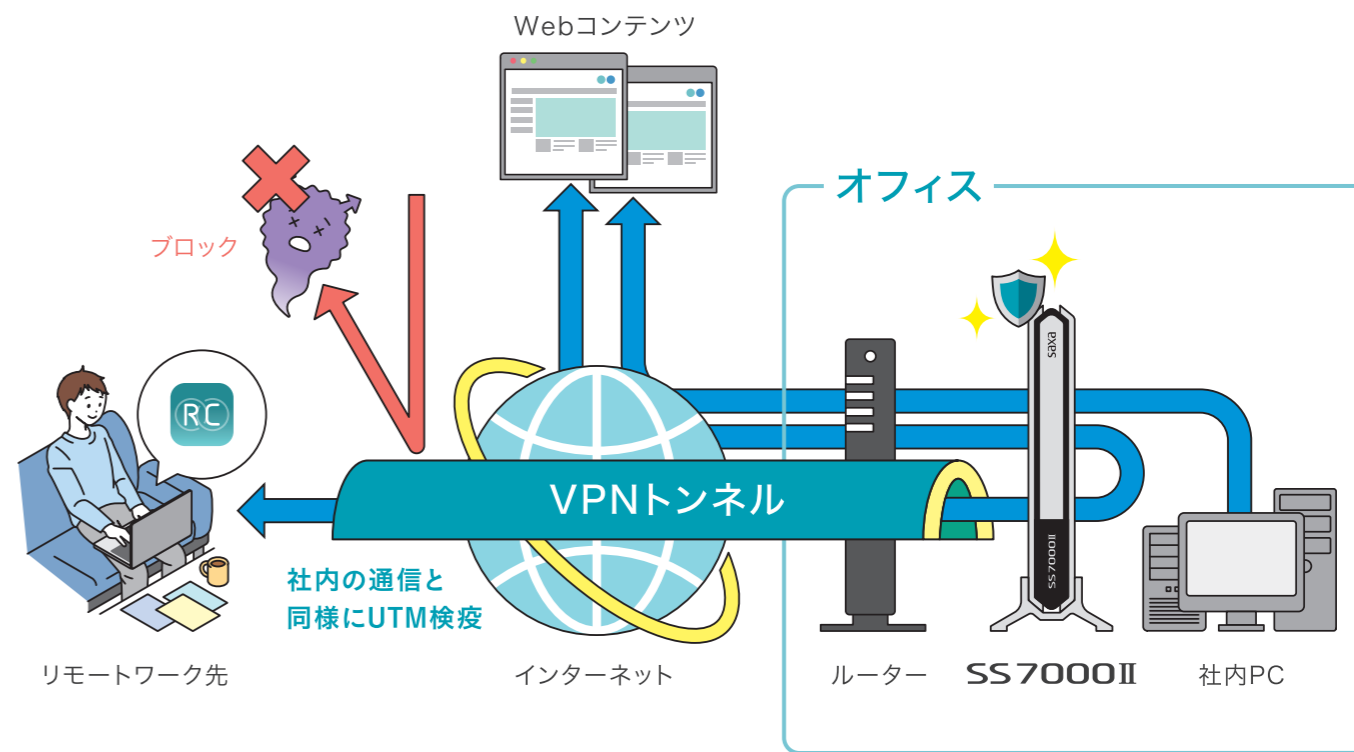 Webコンテンツ
オフィス
ブロック
RC
saxa
VPNトンネル
SS7000Ⅱ
社内の通信と
同様にUTM検疫
リモートワーク先
インターネット
ルーター
SS7000Ⅱ
社内PC